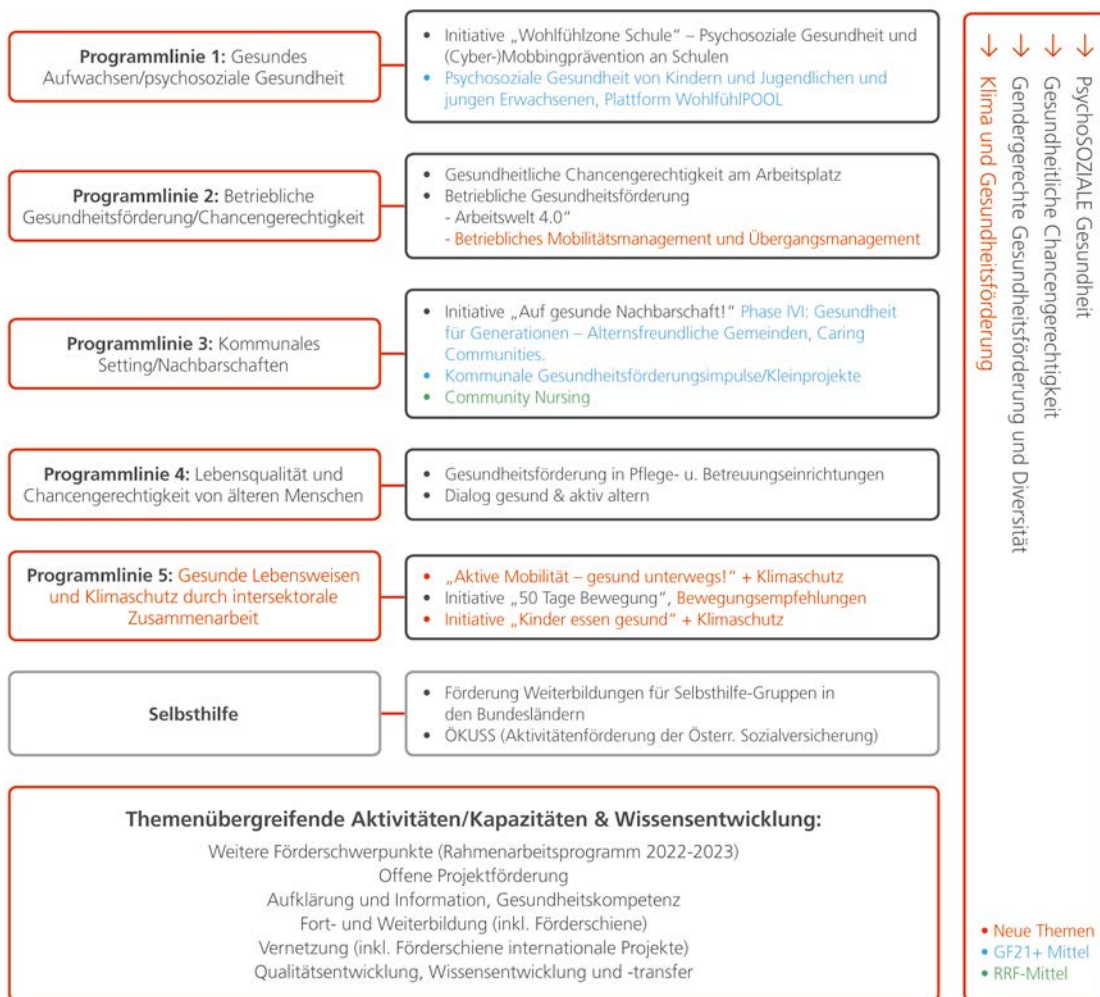 Programmlinie 1: Gesundes
Aufwachsen/psychosoziale Gesundheit
• Initiative „Wohlfühlzone Schule“ – Psychosoziale Gesundheit und
(Cyber-)Mobbingprävention an Schulen
• Psychosoziale Gesundheit von Kindern und Jugendlichen und
jungen Erwachsenen, Plattform WohlfühlPOOL
Programmlinie 2: Betriebliche
Gesundheitsförderung/Chancengerechtigkeit
• Gesundheitliche Chancengerechtigkeit am Arbeitsplatz
• Betriebliche Gesundheitsförderung
- Arbeitswelt 4.0“
- Betriebliches Mobilitätsmanagement und Übergangsmanagement
Programmlinie 3: Kommunales
Setting/Nachbarschaften
• Initiative „Auf gesunde Nachbarschaft!“ Phase IVI: Gesundheit
für Generationen – Alternsfreundliche Gemeinden, Caring
Communities.
• Kommunale Gesundheitsförderungsimpulse/Kleinprojekte
• Community Nursing
Programmlinie 4: Lebensqualität und
Chancengerechtigkeit von älteren Menschen
• Gesundheitsförderung in Pflege- u. Betreuungseinrichtungen
• Dialog gesund & aktiv altern
Programmlinie 5: Gesunde Lebensweisen
und Klimaschutz durch intersektorale
Zusammenarbeit
• „Aktive Mobilität – gesund unterwegs!“ + Klimaschutz
• Initiative „50 Tage Bewegung“, Bewegungsempfehlungen
• Initiative „Kinder essen gesund“ + Klimaschutz
Selbsthilfe
• Förderung Weiterbildungen für Selbsthilfe-Gruppen in
den Bundesländern
• ÖKUSS (Aktivitätenförderung der Österr. Sozialversicherung)
Themenübergreifende Aktivitäten/Kapazitäten & Wissensentwicklung:
Weitere Förderschwerpunkte (Rahmenarbeitsprogramm 2022-2023)
Offene Projektförderung
Aufklärung und Information, Gesundheitskompetenz
Fort- und Weiterbildung (inkl. Förderschiene)
Vernetzung (inkl. Förderschiene internationale Projekte)
Qualitätsentwicklung, Wissensentwicklung und -transfer
→ PsychoSOZIALE Gesundheit
→ Gesundheitliche Chancengerechtigkeit
→ Gendergerechte Gesundheitsförderung und Diversität
→ Klima und Gesundheitsförderung
• Neue Themen
• GF21+ Mittel
• RRF-Mittel